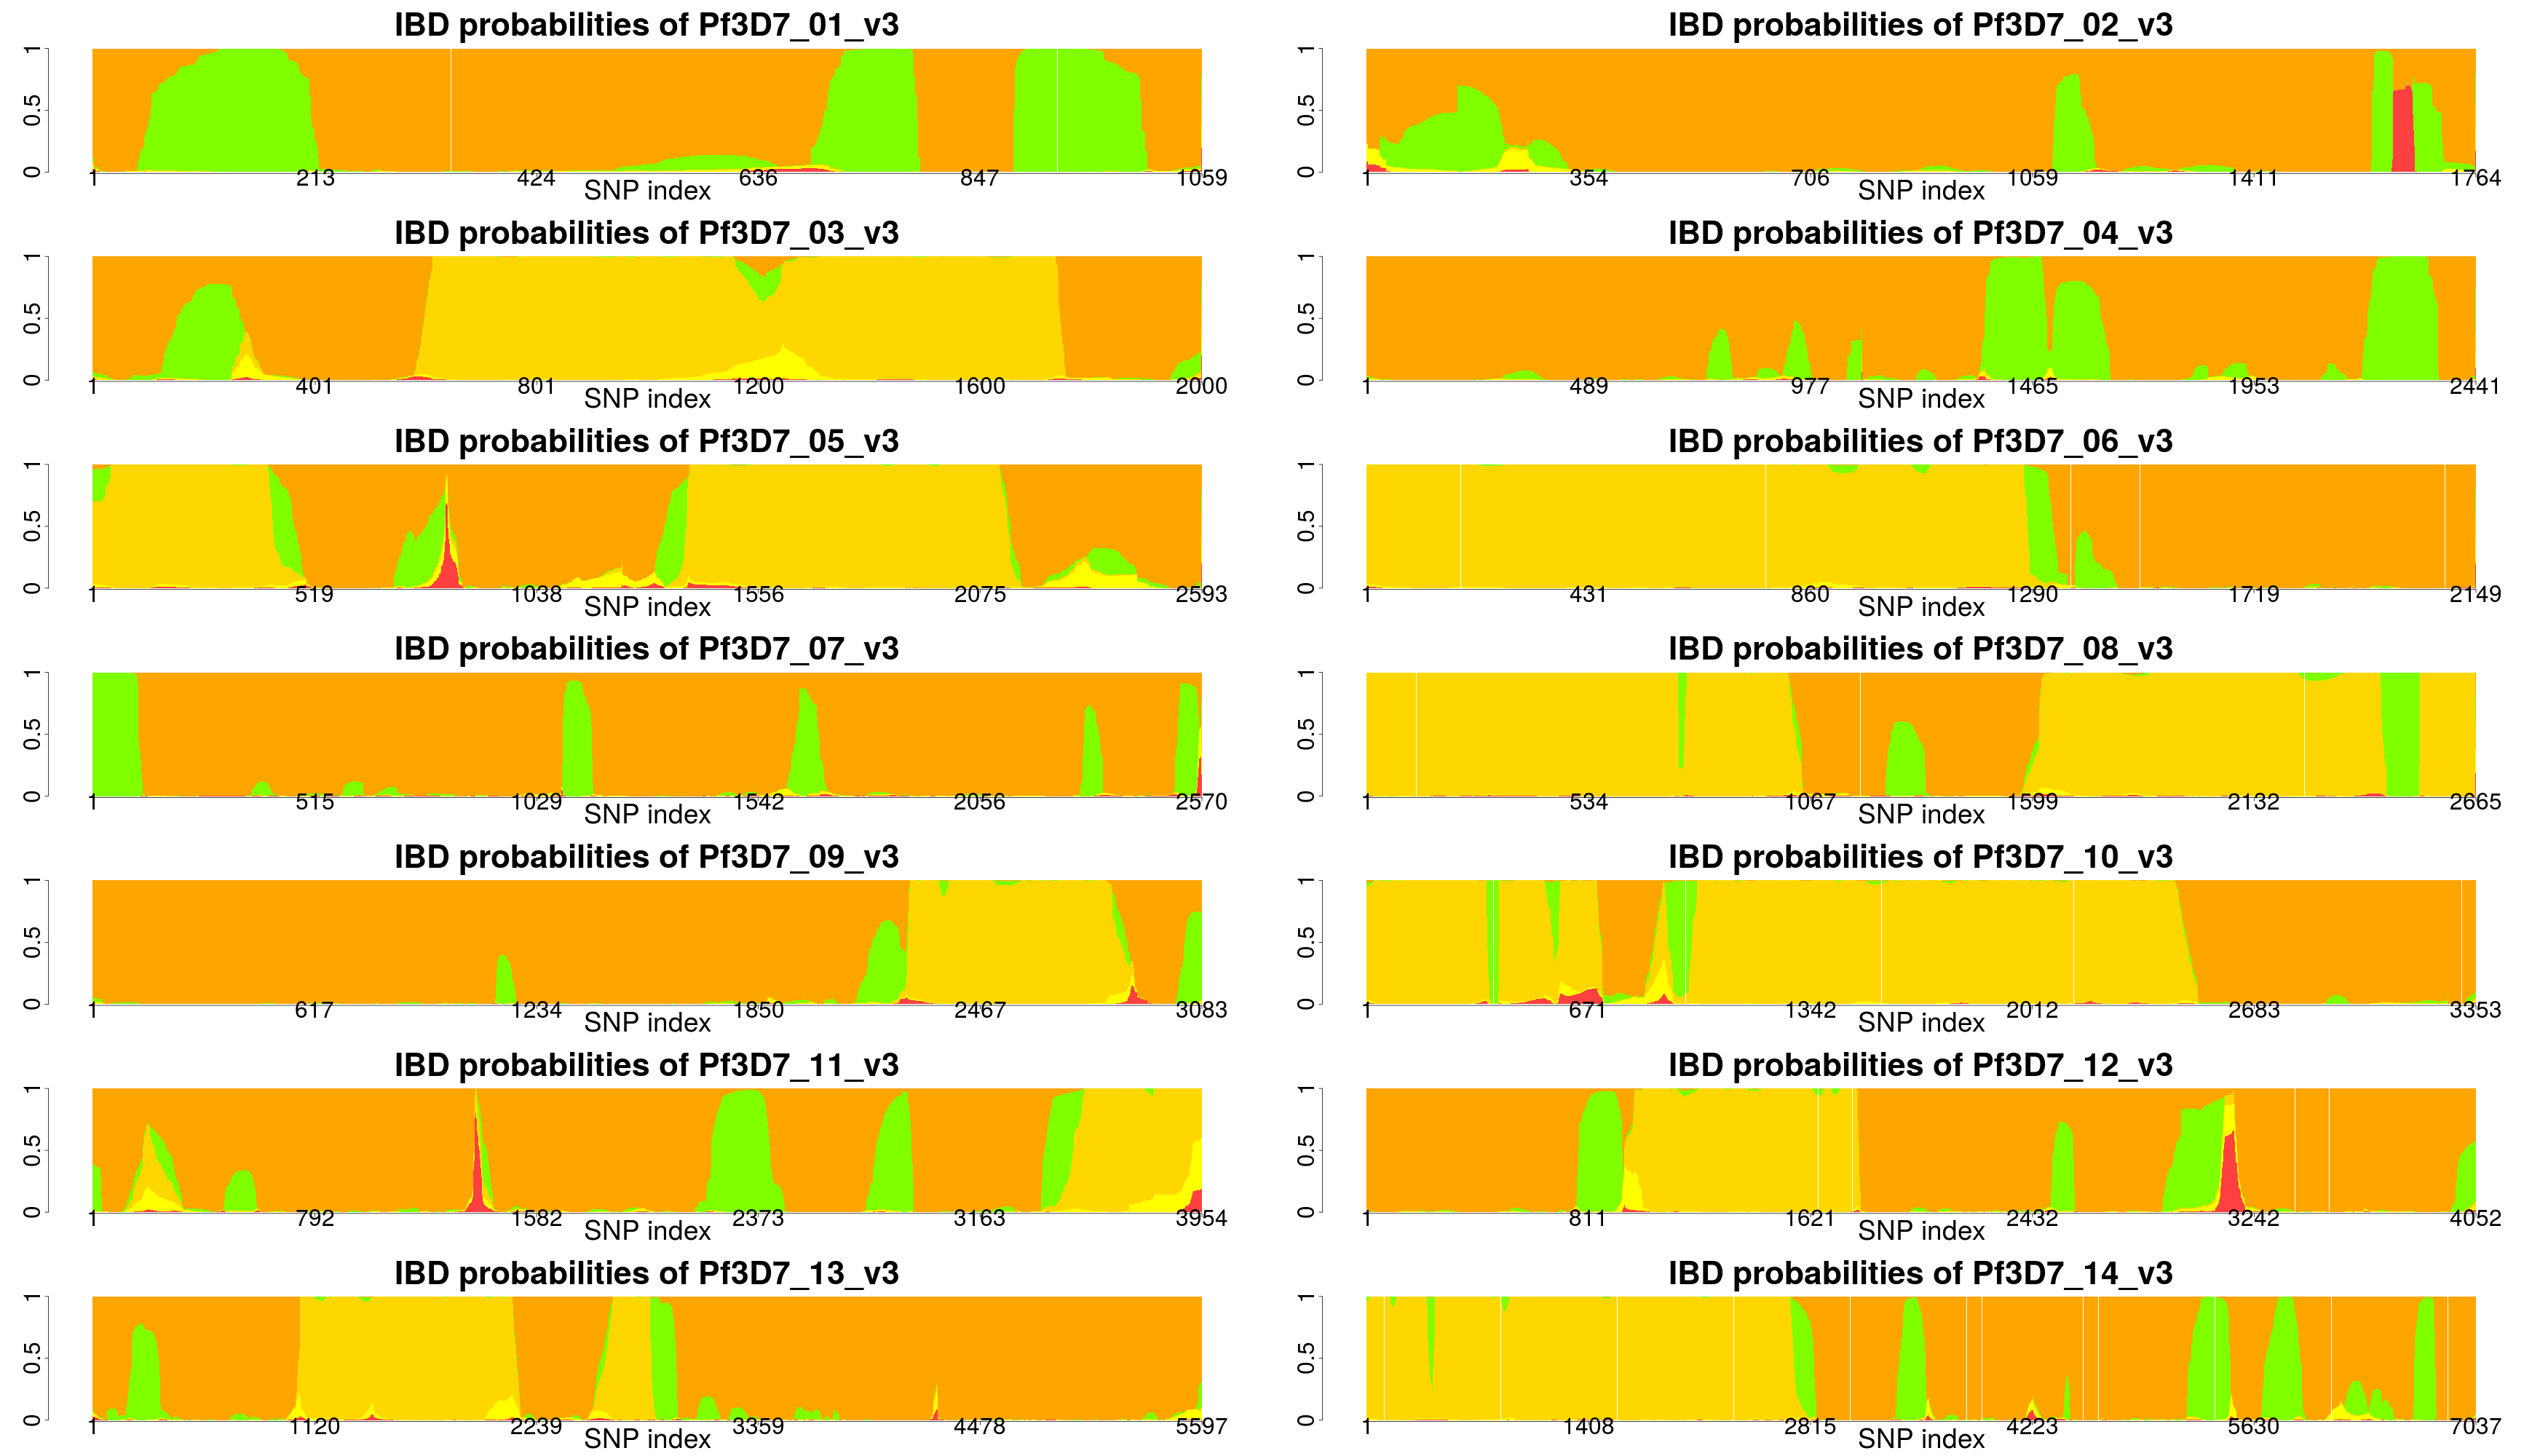 IBD probabilities of Pf3D7_01_v3
0 0.5 1
1 213 424 636 847 1059
SNP index
IBD probabilities of Pf3D7_02_v3
0 0.5 1
1 354 706 1059 1411 1764
SNP index
IBD probabilities of Pf3D7_03_v3
0 0.5 1
1 401 801 1200 1600 2000
SNP index
IBD probabilities of Pf3D7_04_v3
0 0.5 1
1 489 977 1465 1953 2441
SNP index
IBD probabilities of Pf3D7_05_v3
0 0.5 1
1 519 1038 1556 2075 2593
SNP index
IBD probabilities of Pf3D7_06_v3
0 0.5 1
1 431 860 1290 1719 2149
SNP index
IBD probabilities of Pf3D7_07_v3
0 0.5 1
1 515 1029 1542 2056 2570
SNP index
IBD probabilities of Pf3D7_08_v3
0 0.5 1
1 534 1067 1599 2132 2665
SNP index
IBD probabilities of Pf3D7_09_v3
0 0.5 1
1 617 1234 1850 2467 3083
SNP index
IBD probabilities of Pf3D7_10_v3
0 0.5 1
1 671 1342 2012 2683 3353
SNP index
IBD probabilities of Pf3D7_11_v3
0 0.5 1
1 792 1582 2373 3163 3954
SNP index
IBD probabilities of Pf3D7_12_v3
0 0.5 1
1 811 1621 2432 3242 4052
SNP index
IBD probabilities of Pf3D7_13_v3
0 0.5 1
1 1120 2239 3359 4478 5597
SNP index
IBD probabilities of Pf3D7_14_v3
0 0.5 1
1 1408 2815 4223 5630 7037
SNP index